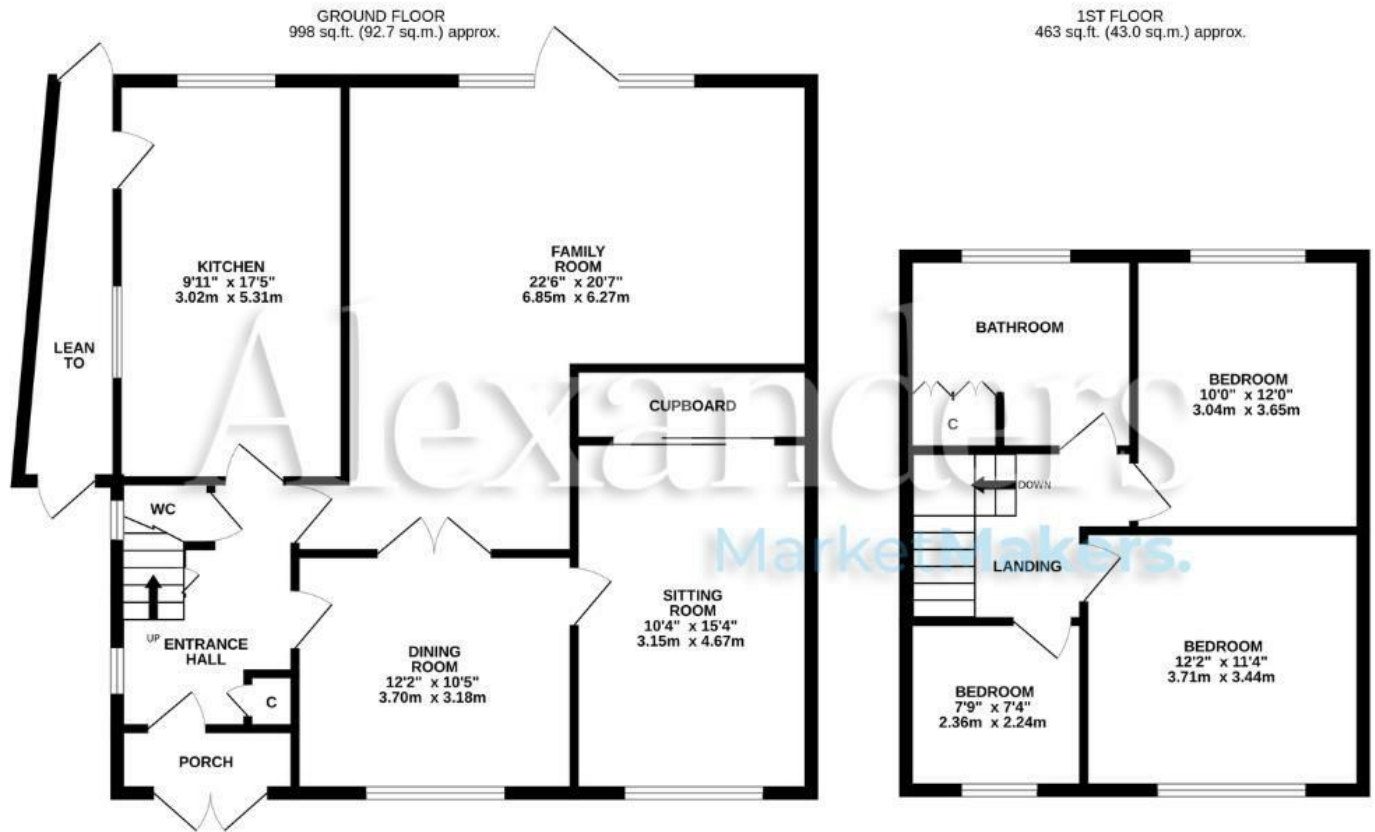 GROUND FLOOR
998 sq.ft. (92.7 sq.m.) approx.
1ST FLOOR
463 sq.ft. (43.0 sq.m.) approx.
KITCHEN
9'11" x 17'5"
3.02m x 5.31m
FAMILY
ROOM
22'6" x 20'7"
6.85m x 6.27m
LEAN
TO
CUPBOARD
WC
UP
ENTRANCE
HALL
C
PORCH
DINING
ROOM
12'2" x 10'5"
3.70m x 3.18m
SITTING
ROOM
10'4" x 15'4"
3.15m x 4.67m
BATHROOM
C
BEDROOM
10'0" x 12'0"
3.04m x 3.65m
DOWN
LANDING
BEDROOM
12'2" x 11'4"
3.71m x 3.44m
BEDROOM
7'9" x 7'4"
2.36m x 2.24m
Alexanders
MarketMakers.